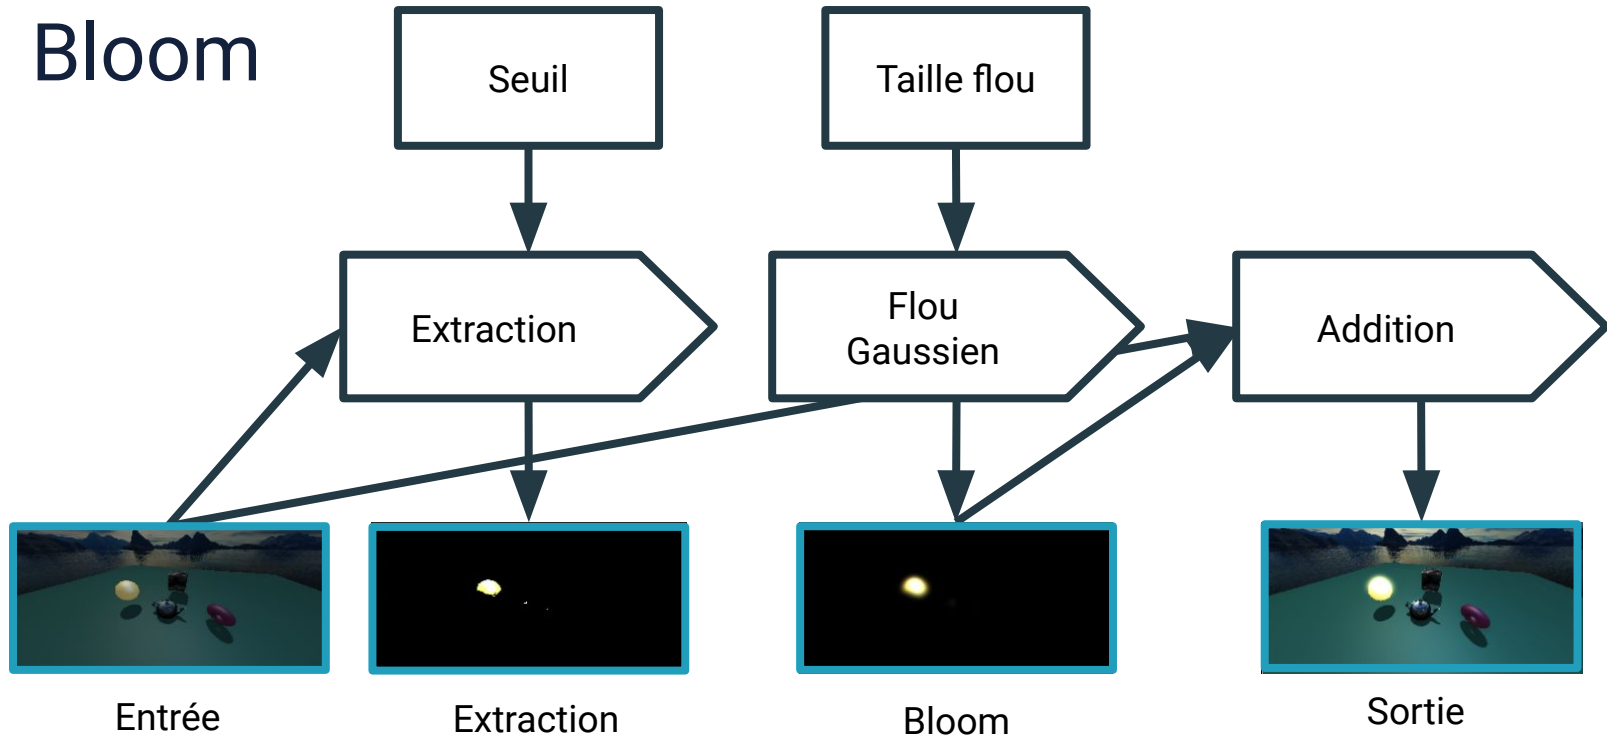 Bloom
Seuil
Taille flou
Extraction
Flou
Gaussien
Addition
Entrée
Extraction
Bloom
Sortie